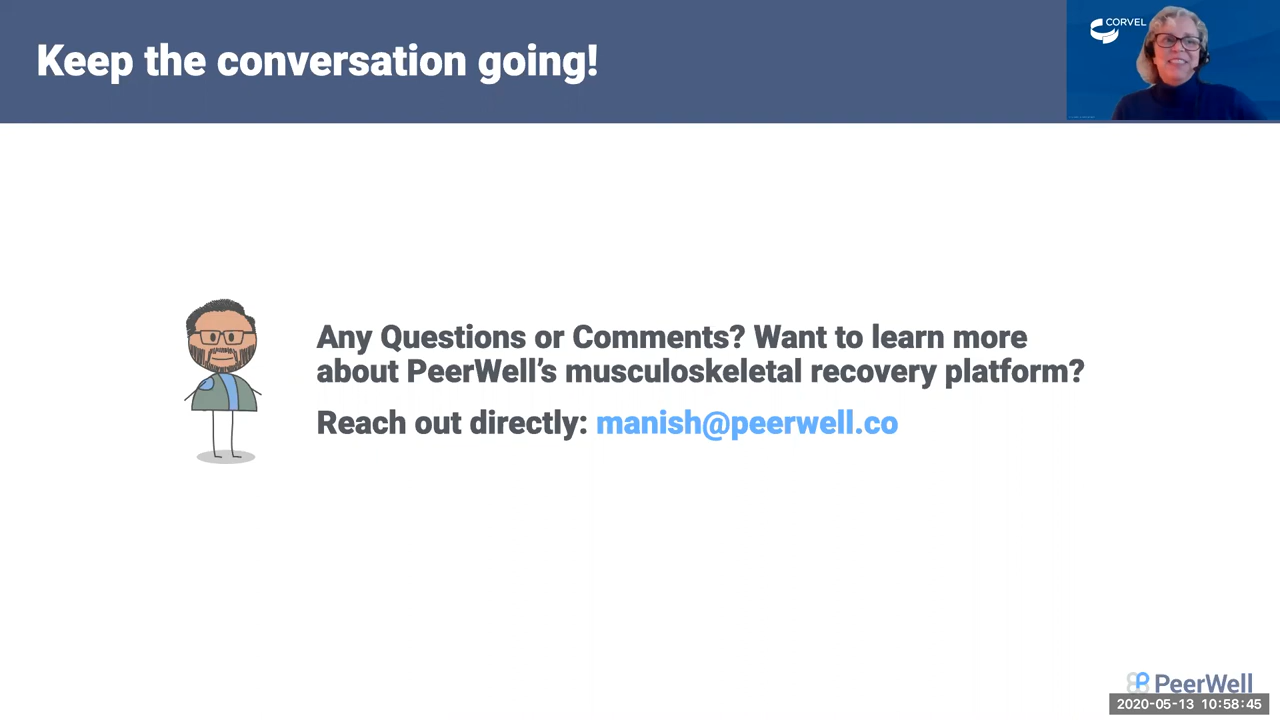 Keep the conversation going!
CORVEL
Any Questions or Comments? Want to learn more
about PeerWell’s musculoskeletal recovery platform?
Reach out directly: manish@peerwell.co
PeerWell
2020-05-13 10:58:45